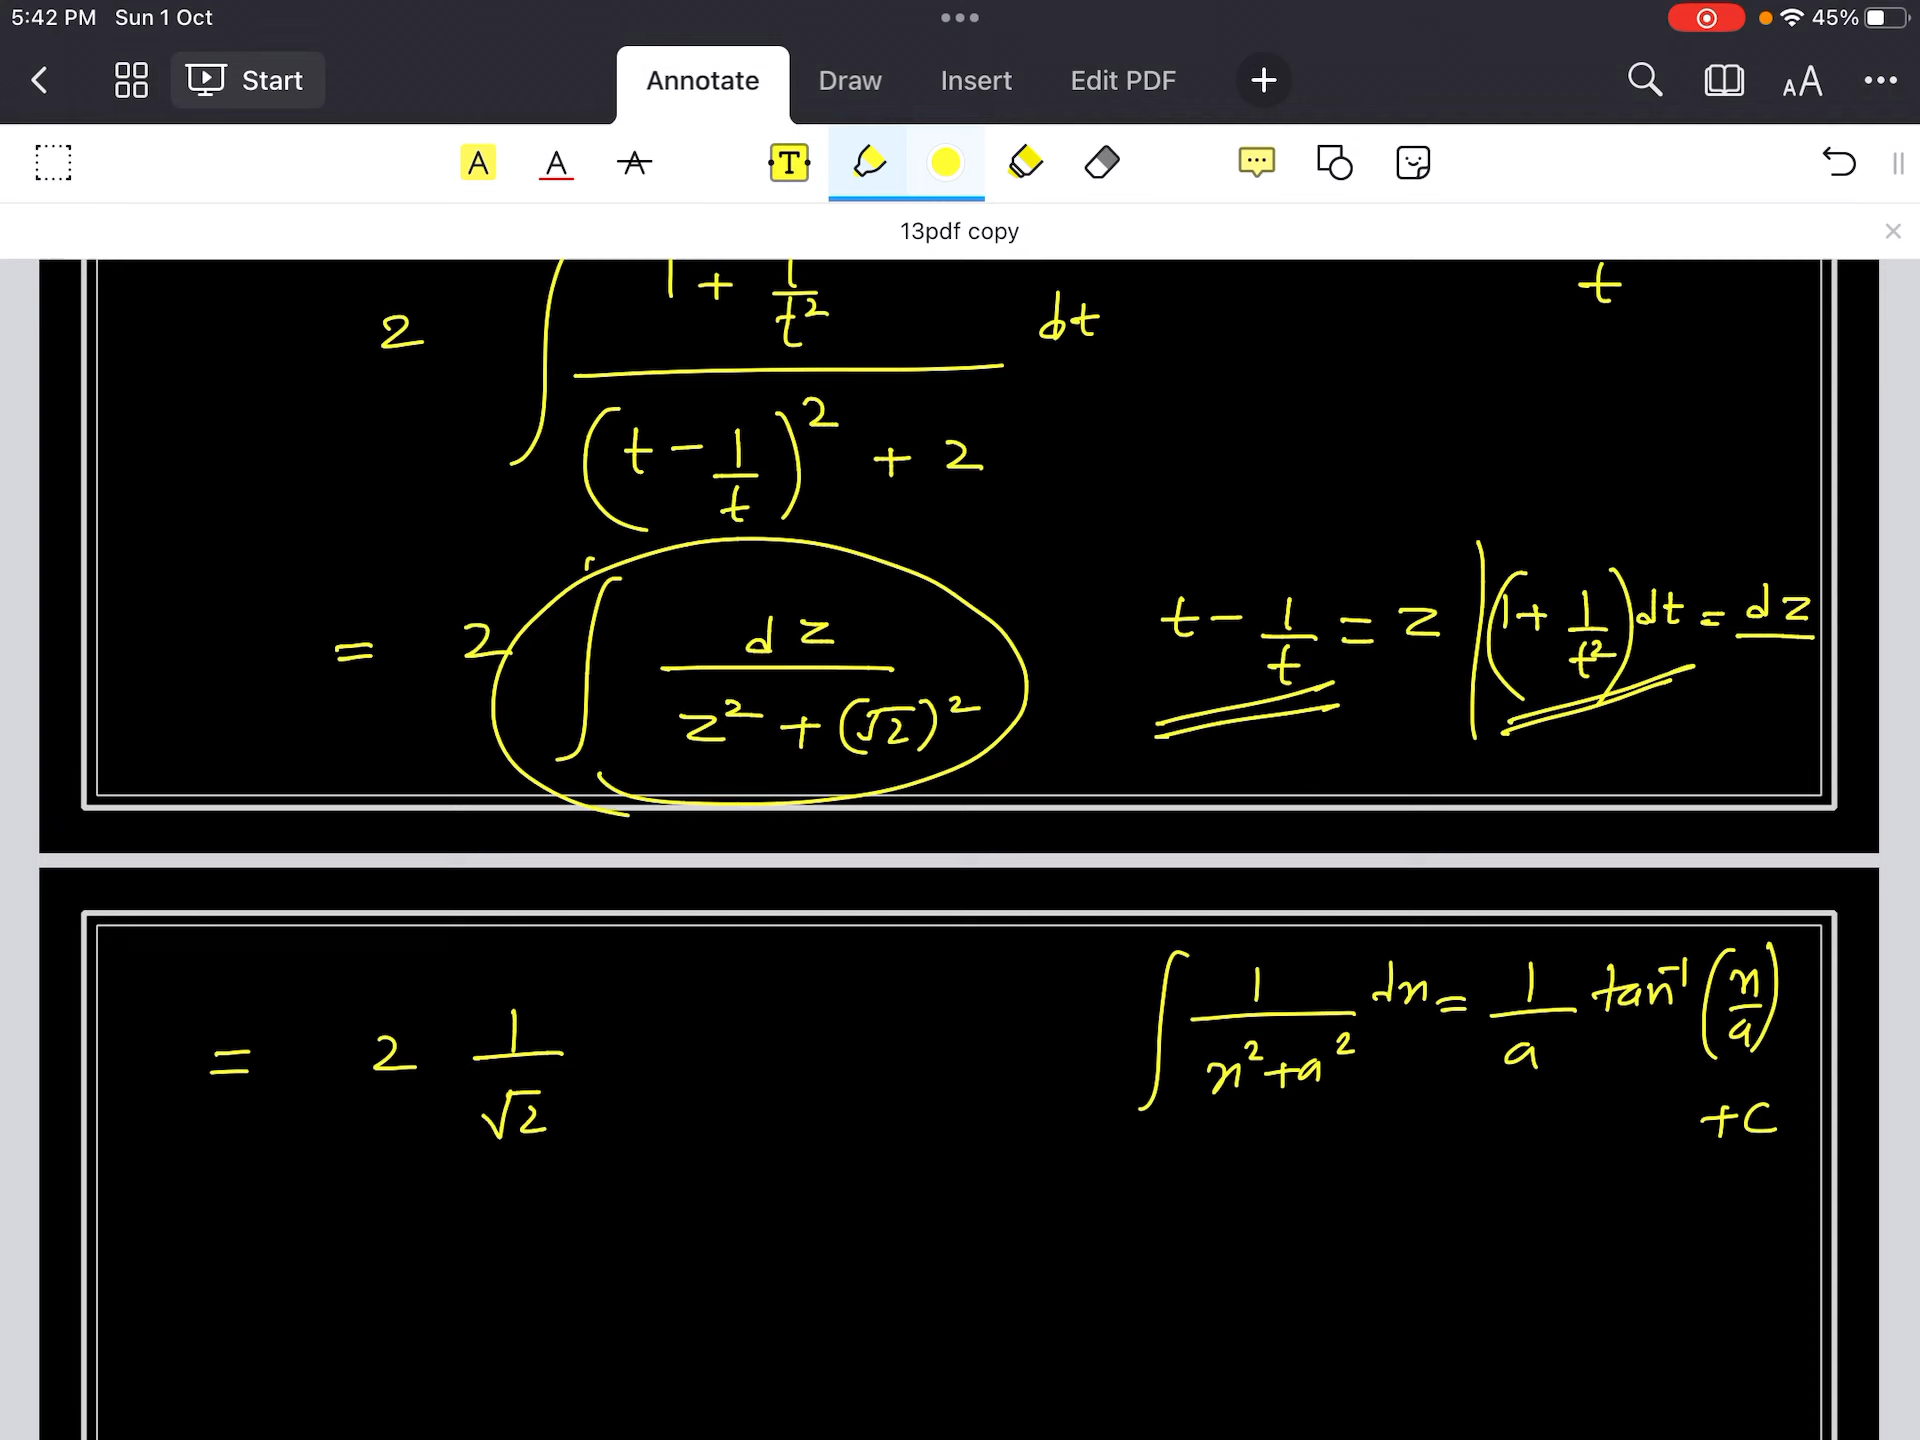 5:42 PM Sun 1 Oct 45%
Start Annotate Draw Insert Edit PDF AA
A A A T
13pdf copy
2 ∫ (1 + 1/t²) / ((t - 1/t)² + 2) dt
t
= 2 ∫ dz / (z² + (√2)²) t - 1/t = z | (1 + 1/t²) dt = dz
= 2 1/√2 ∫ 1/(x² + a²) dx = 1/a tan⁻¹ (x/a)
+ C